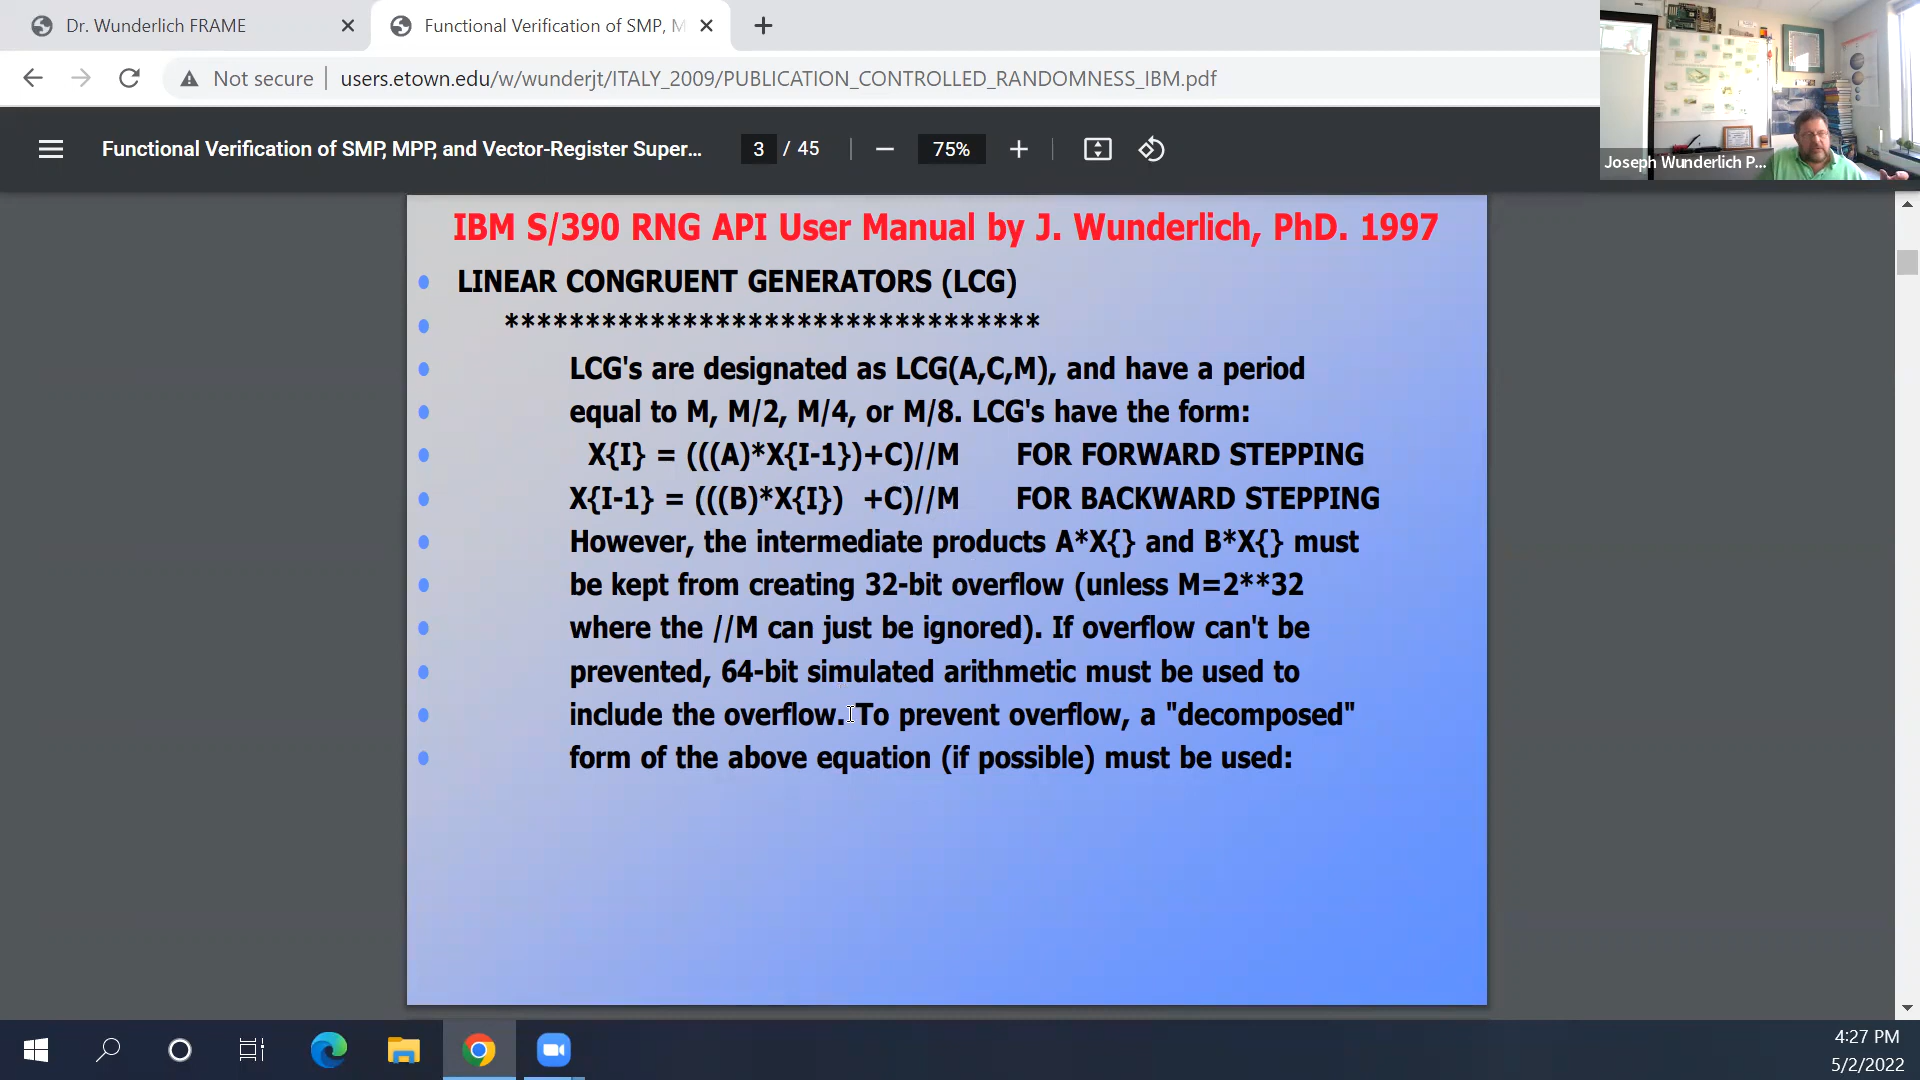 Dr. Wunderlich FRAME
Functional Verification of SMP, M
Not secure
users.etown.edu/w/wunderjt/ITALY_2009/PUBLICATION_CONTROLLED_RANDOMNESS_IBM.pdf
Functional Verification of SMP, MPP, and Vector-Register Super...
3 / 45
75%
Joseph Wunderlich P...
IBM S/390 RNG API User Manual by J. Wunderlich, PhD. 1997
LINEAR CONGRUENT GENERATORS (LCG)
*********************************
LCG's are designated as LCG(A,C,M), and have a period
equal to M, M/2, M/4, or M/8. LCG's have the form:
X{I} = (((A)*X{I-1})+C)//M FOR FORWARD STEPPING
X{I-1} = (((B)*X{I}) +C)//M FOR BACKWARD STEPPING
However, the intermediate products A*X{} and B*X{} must
be kept from creating 32-bit overflow (unless M=2**32
where the //M can just be ignored). If overflow can't be
prevented, 64-bit simulated arithmetic must be used to
include the overflow. To prevent overflow, a "decomposed"
form of the above equation (if possible) must be used:
4:27 PM
5/2/2022